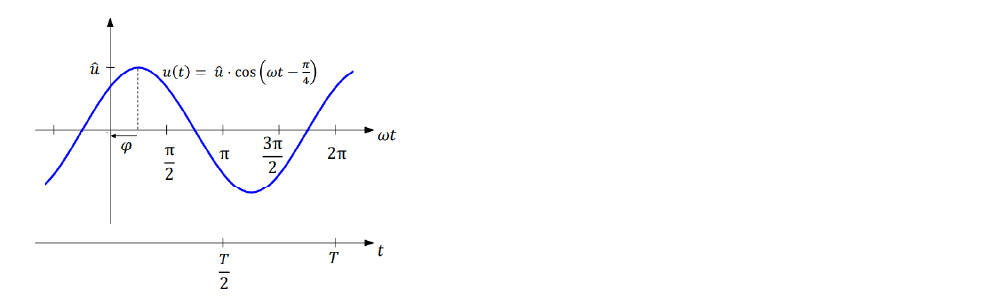 û
u(t) = û · cos(ωt − π/4)
ωt
φ
π/2
π
3π/2
2π
t
T/2
T